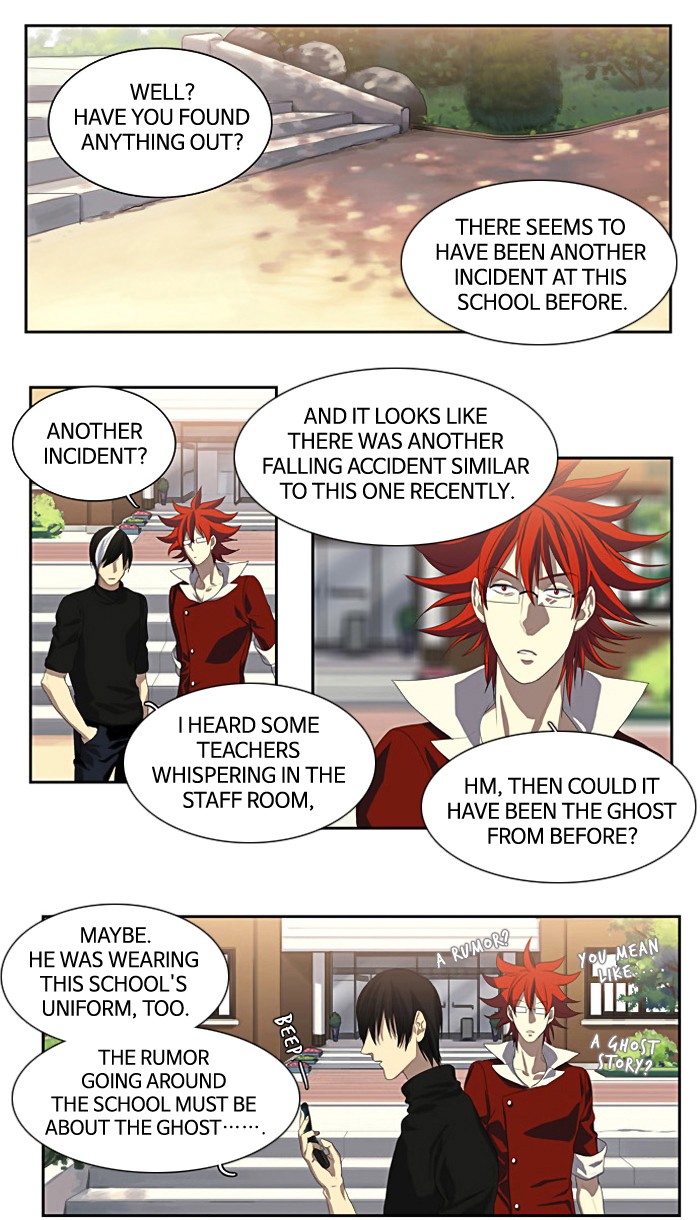 WELL?
HAVE YOU FOUND
ANYTHING OUT?
THERE SEEMS TO
HAVE BEEN ANOTHER
INCIDENT AT THIS
SCHOOL BEFORE.
ANOTHER
INCIDENT?
AND IT LOOKS LIKE
THERE WAS ANOTHER
FALLING ACCIDENT SIMILAR
TO THIS ONE RECENTLY.
I HEARD SOME
TEACHERS
WHISPERING IN THE
STAFF ROOM,
HM, THEN COULD IT
HAVE BEEN THE GHOST
FROM BEFORE?
MAYBE.
HE WAS WEARING
THIS SCHOOL'S
UNIFORM, TOO.
THE RUMOR
GOING AROUND
THE SCHOOL MUST BE
ABOUT THE GHOST…….
BEEP
A RUMOR?
YOU MEAN
LIKE.....
A GHOST
STORY?